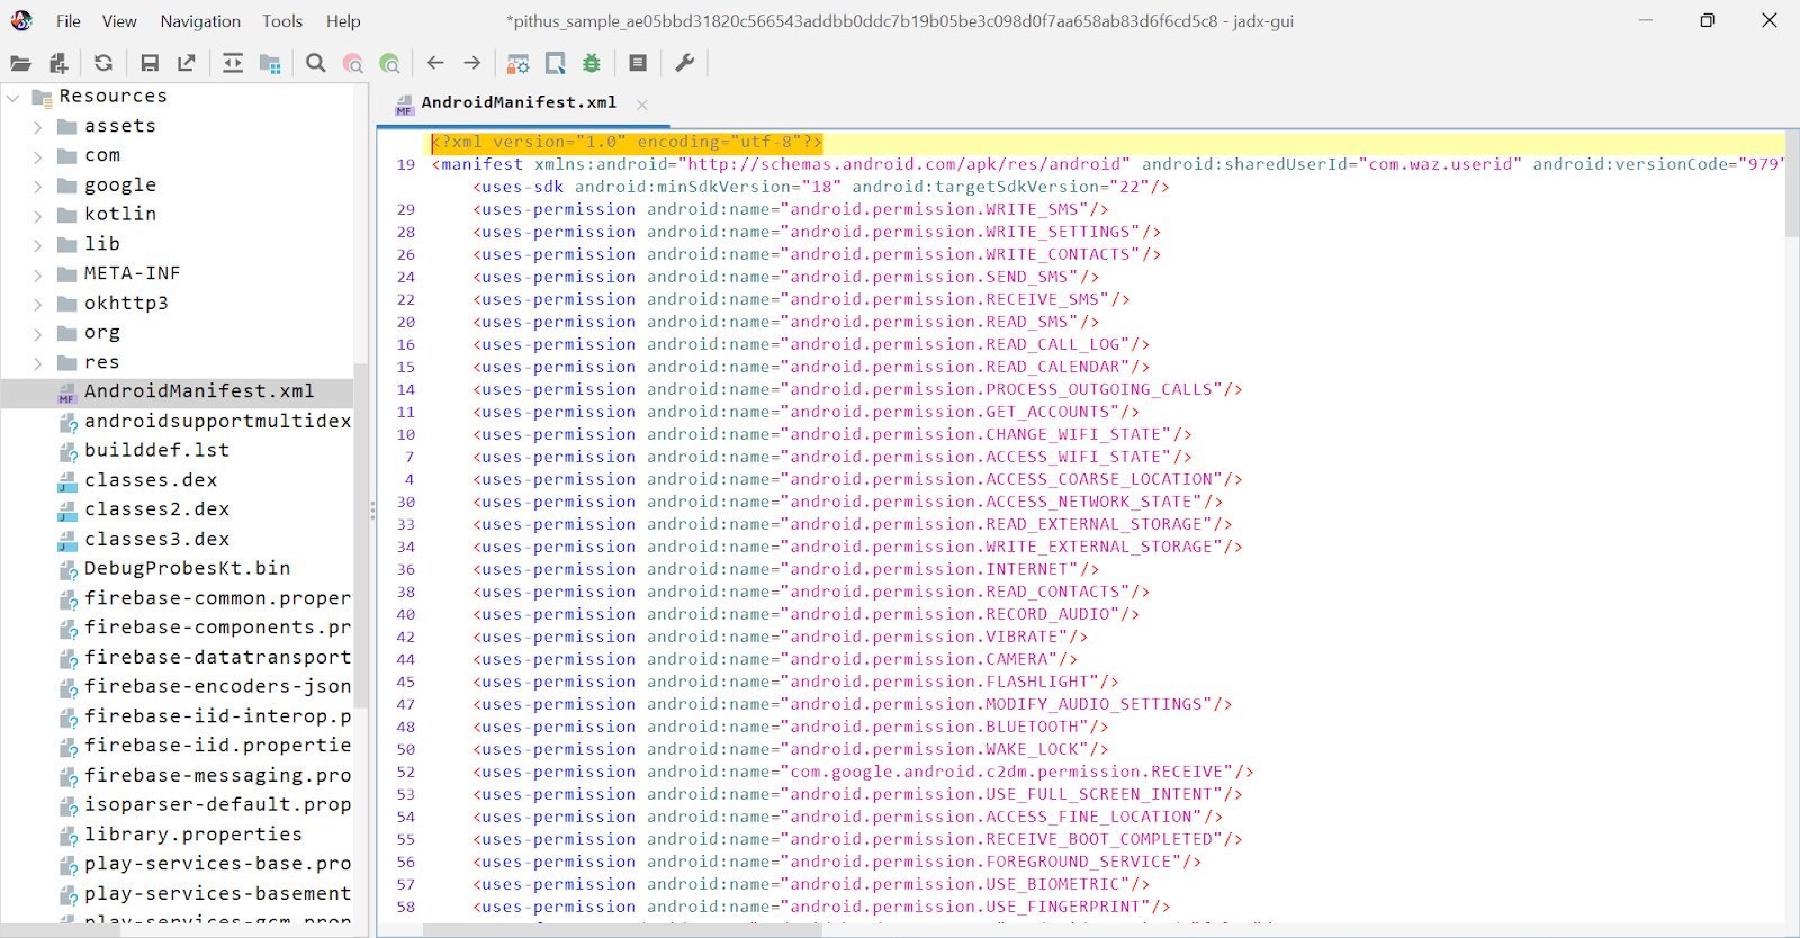 File View Navigation Tools Help *pithus_sample_ae05bbd31820c566543addbb0ddc7b19b05be3c098d0f7aa658ab83d6f6cd5c8 - jadx-gui
Resources
assets
com
google
kotlin
lib
META-INF
okhttp3
org
res
AndroidManifest.xml
androidsupportmultidex
builddef.lst
classes.dex
classes2.dex
classes3.dex
DebugProbesKt.bin
firebase-common.proper
firebase-components.pr
firebase-datatransport
firebase-encoders-json
firebase-iid-interop.p
firebase-iid.propertie
firebase-messaging.pro
isoparser-default.prop
library.properties
play-services-base.pro
play-services-basement
play-services-gcm.prop
MF AndroidManifest.xml
<?xml version="1.0" encoding="utf-8"?>
19 <manifest xmlns:android="http://schemas.android.com/apk/res/android" android:sharedUserId="com.waz.userid" android:versionCode="979"
<uses-sdk android:minSdkVersion="18" android:targetSdkVersion="22"/>
29 <uses-permission android:name="android.permission.WRITE_SMS"/>
28 <uses-permission android:name="android.permission.WRITE_SETTINGS"/>
26 <uses-permission android:name="android.permission.WRITE_CONTACTS"/>
24 <uses-permission android:name="android.permission.SEND_SMS"/>
22 <uses-permission android:name="android.permission.RECEIVE_SMS"/>
20 <uses-permission android:name="android.permission.READ_SMS"/>
16 <uses-permission android:name="android.permission.READ_CALL_LOG"/>
15 <uses-permission android:name="android.permission.READ_CALENDAR"/>
14 <uses-permission android:name="android.permission.PROCESS_OUTGOING_CALLS"/>
11 <uses-permission android:name="android.permission.GET_ACCOUNTS"/>
10 <uses-permission android:name="android.permission.CHANGE_WIFI_STATE"/>
7 <uses-permission android:name="android.permission.ACCESS_WIFI_STATE"/>
4 <uses-permission android:name="android.permission.ACCESS_COARSE_LOCATION"/>
30 <uses-permission android:name="android.permission.ACCESS_NETWORK_STATE"/>
33 <uses-permission android:name="android.permission.READ_EXTERNAL_STORAGE"/>
34 <uses-permission android:name="android.permission.WRITE_EXTERNAL_STORAGE"/>
36 <uses-permission android:name="android.permission.INTERNET"/>
38 <uses-permission android:name="android.permission.READ_CONTACTS"/>
40 <uses-permission android:name="android.permission.RECORD_AUDIO"/>
42 <uses-permission android:name="android.permission.VIBRATE"/>
44 <uses-permission android:name="android.permission.CAMERA"/>
45 <uses-permission android:name="android.permission.FLASHLIGHT"/>
47 <uses-permission android:name="android.permission.MODIFY_AUDIO_SETTINGS"/>
48 <uses-permission android:name="android.permission.BLUETOOTH"/>
50 <uses-permission android:name="android.permission.WAKE_LOCK"/>
52 <uses-permission android:name="com.google.android.c2dm.permission.RECEIVE"/>
53 <uses-permission android:name="android.permission.USE_FULL_SCREEN_INTENT"/>
54 <uses-permission android:name="android.permission.ACCESS_FINE_LOCATION"/>
55 <uses-permission android:name="android.permission.RECEIVE_BOOT_COMPLETED"/>
56 <uses-permission android:name="android.permission.FOREGROUND_SERVICE"/>
57 <uses-permission android:name="android.permission.USE_BIOMETRIC"/>
58 <uses-permission android:name="android.permission.USE_FINGERPRINT"/>